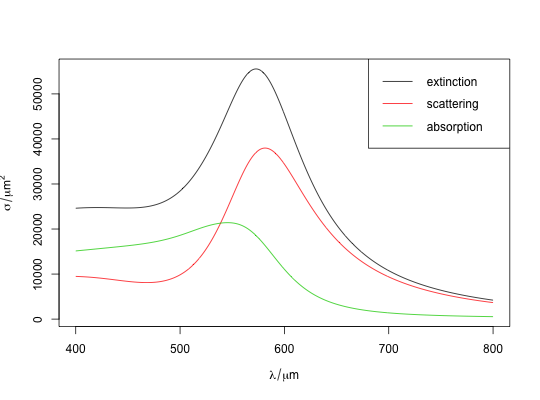 extinction
scattering
absorption
σ/μm²
50000
40000
30000
20000
10000
0
400 500 600 700 800
λ/μm